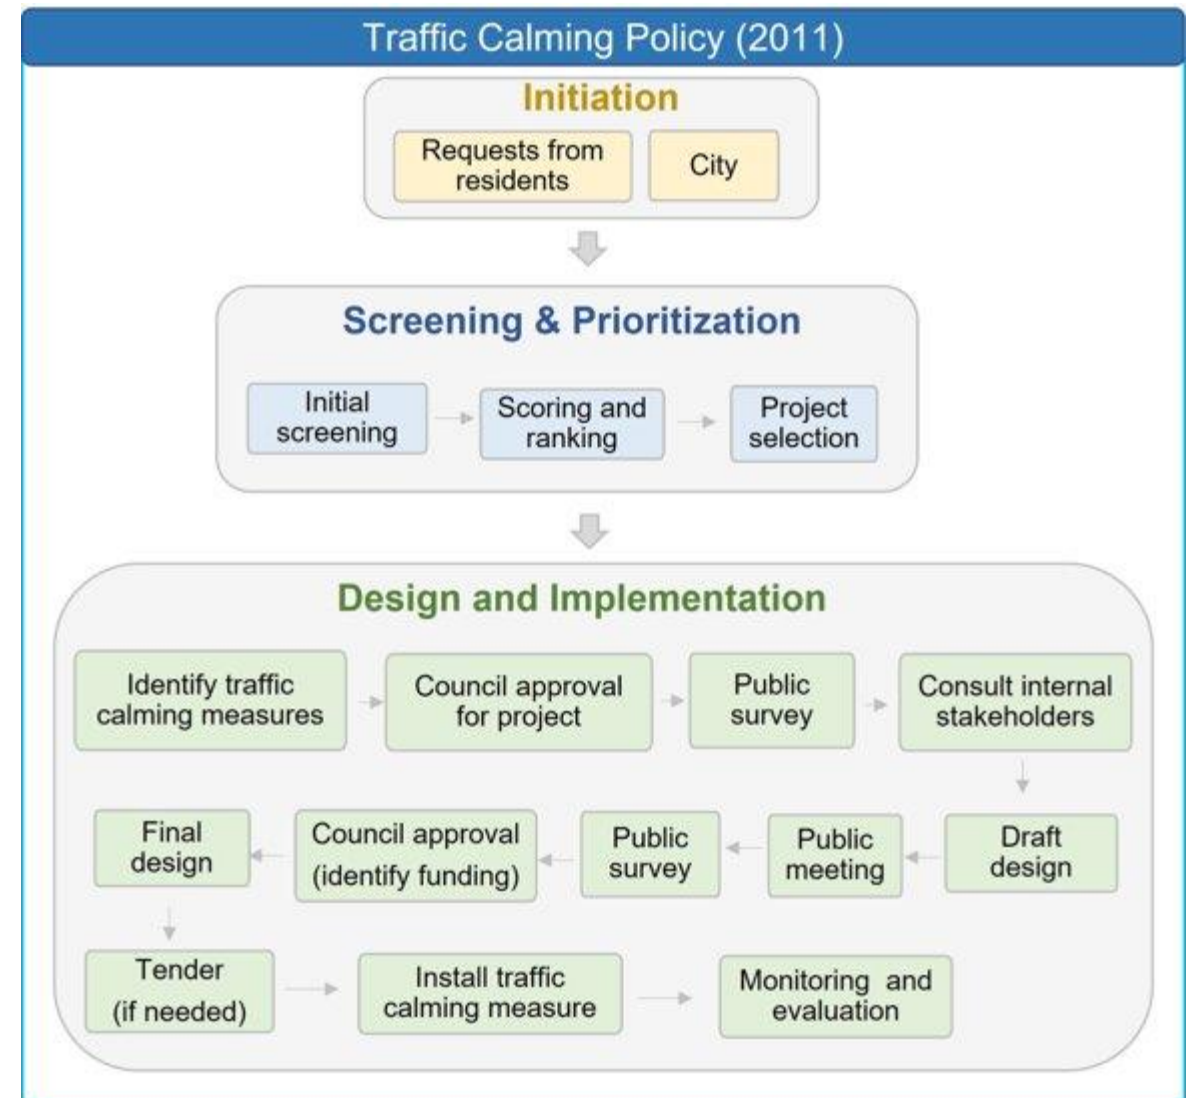 Traffic Calming Policy (2011)
Initiation
Requests from
residents
City
Screening & Prioritization
Initial
screening
Scoring and
ranking
Project
selection
Design and Implementation
Identify traffic
calming measures
Council approval
for project
Public
survey
Consult internal
stakeholders
Draft
design
Public
meeting
Public
survey
Council approval
(identify funding)
Final
design
Tender
(if needed)
Install traffic
calming measure
Monitoring and
evaluation